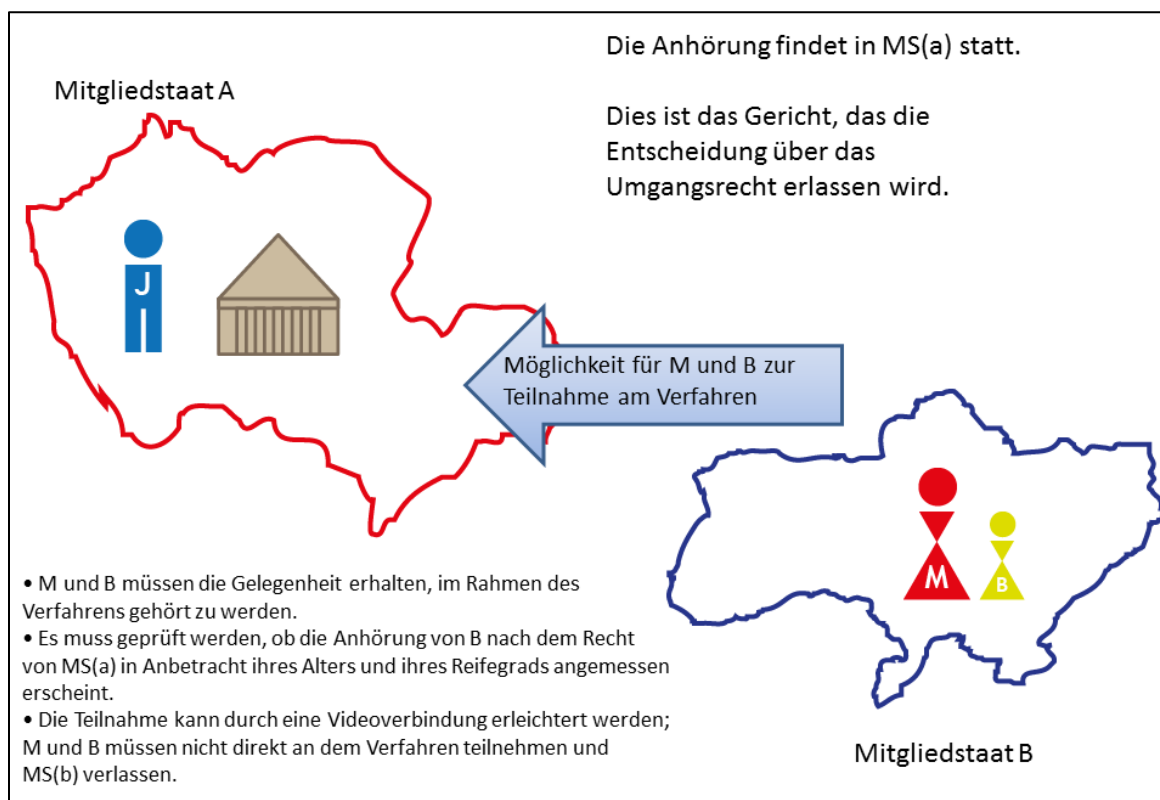 Die Anhörung findet in MS(a) statt.
Mitgliedstaat A
Dies ist das Gericht, das die
Entscheidung über das
Umgangsrecht erlassen wird.
J
Möglichkeit für M und B zur
Teilnahme am Verfahren
M
B
• M und B müssen die Gelegenheit erhalten, im Rahmen des
Verfahrens gehört zu werden.
• Es muss geprüft werden, ob die Anhörung von B nach dem Recht
von MS(a) in Anbetracht ihres Alters und ihres Reifegrads angemessen
erscheint.
• Die Teilnahme kann durch eine Videoverbindung erleichtert werden;
M und B müssen nicht direkt an dem Verfahren teilnehmen und
MS(b) verlassen.
Mitgliedstaat B